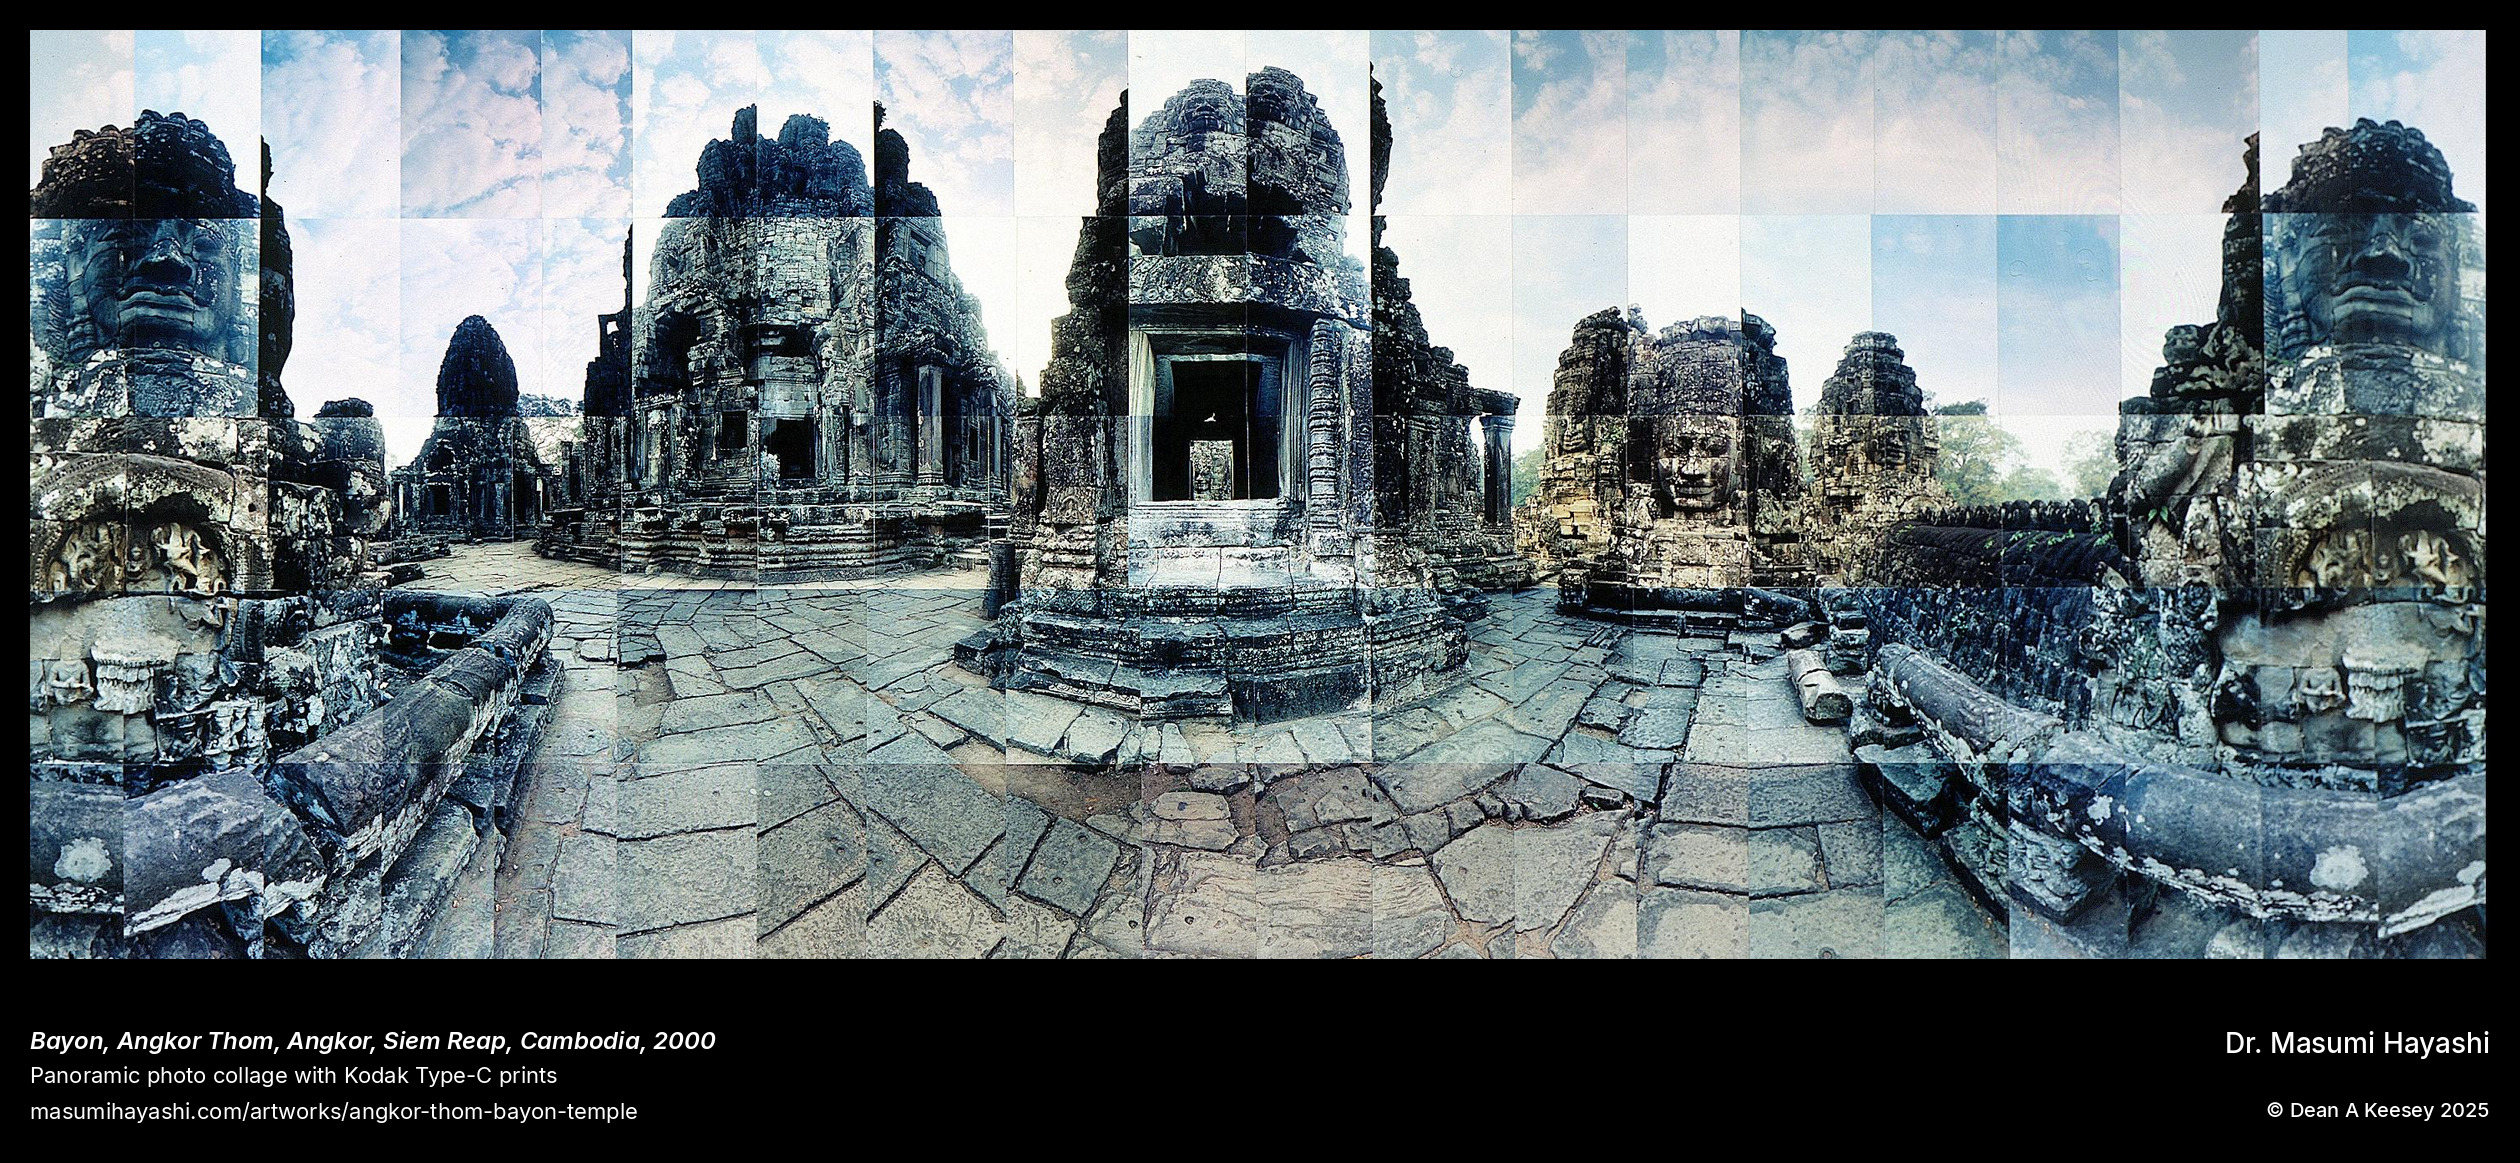 Bayon, Angkor Thom, Angkor, Siem Reap, Cambodia, 2000
Panoramic photo collage with Kodak Type-C prints
masumihayashi.com/artworks/angkor-thom-bayon-temple
Dr. Masumi Hayashi
© Dean A Keesey 2025